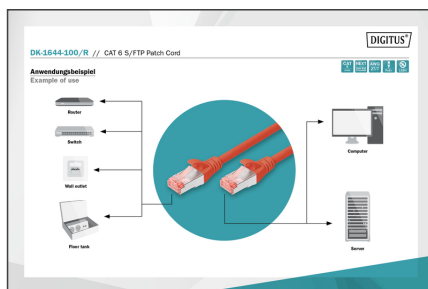 DIGITUS®
DK-1644-100/R // CAT 6 S/FTP Patch Cord
Anwendungsbeispiel
Example of use
Router
Switch
Wall outlet
Floor tank
Computer
Server